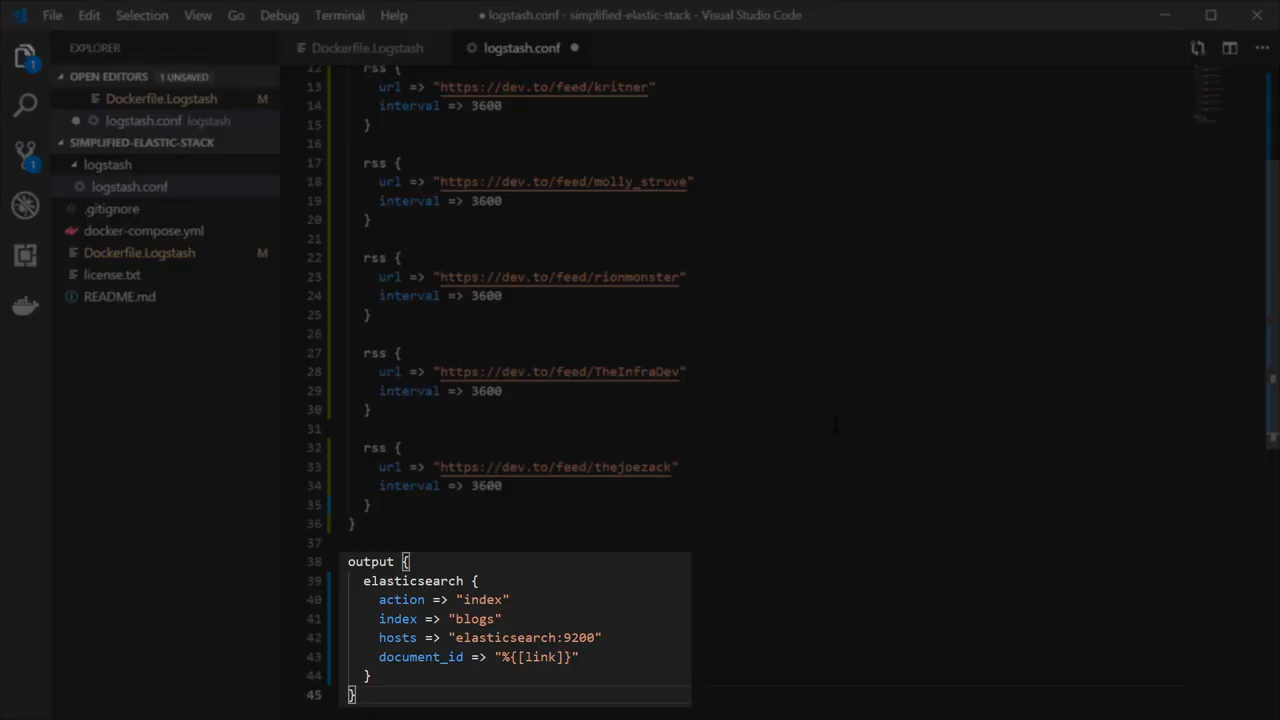 File Edit Selection View Go Debug Terminal Help
● logstash.conf - simplified-elastic-stack - Visual Studio Code
EXPLORER
OPEN EDITORS 1 UNSAVED
Dockerfile.Logstash M
logstash.conf logstash
SIMPLIFIED-ELASTIC-STACK
logstash
logstash.conf
.gitignore
docker-compose.yml
Dockerfile.Logstash M
license.txt
README.md
1
1
Dockerfile.Logstash
logstash.conf
12 rss {
13 url => "https://dev.to/feed/kritner"
14 interval => 3600
15 }
16
17 rss {
18 url => "https://dev.to/feed/molly_struve"
19 interval => 3600
20 }
21
22 rss {
23 url => "https://dev.to/feed/rionmonster"
24 interval => 3600
25 }
26
27 rss {
28 url => "https://dev.to/feed/TheInfraDev"
29 interval => 3600
30 }
31
32 rss {
33 url => "https://dev.to/feed/thejoezack"
34 interval => 3600
35 }
36 }
37
38 output {
39 elasticsearch {
40 action => "index"
41 index => "blogs"
42 hosts => "elasticsearch:9200"
43 document_id => "%{[link]}"
44 }
45 }